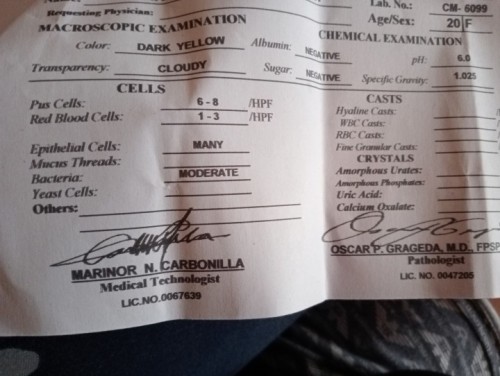 Requesting Physician:
Lab. No.: CM- 6099
Age/Sex: 20 F
MACROSCOPIC EXAMINATION
CHEMICAL EXAMINATION
Color: DARK YELLOW Albumin: NEGATIVE pH: 6.0
Transparency: CLOUDY Sugar: NEGATIVE Specific Gravity: 1.025
CELLS
Pus Cells: 6 - 8 /HPF
Red Blood Cells: 1 - 3 /HPF
Epithelial Cells: MANY
Mucus Threads:
Bacteria: MODERATE
Yeast Cells:
Others:
CASTS
Hyaline Casts:
WBC Casts:
RBC Casts:
Fine Granular Casts:
CRYSTALS
Amorphous Urates:
Amorphous Phosphates:
Uric Acid:
Calcium Oxalate:
MARINOR N. CARBONILLA
Medical Technologist
LIC. NO. 0067639
OSCAR P. GRAGEDA, M.D., FPSP
Pathologist
LIC. NO. 0047205